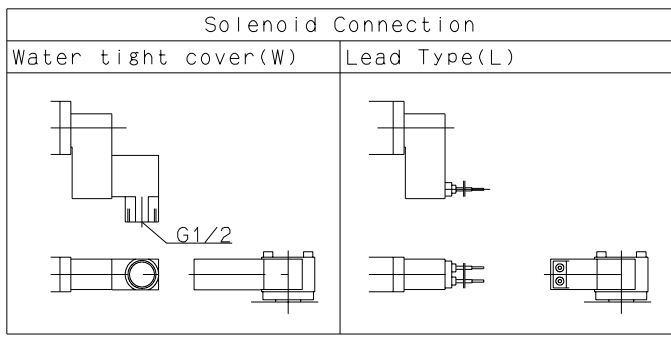 Solenoid Connection
Water tight cover(W)
Lead Type(L)
G1/2